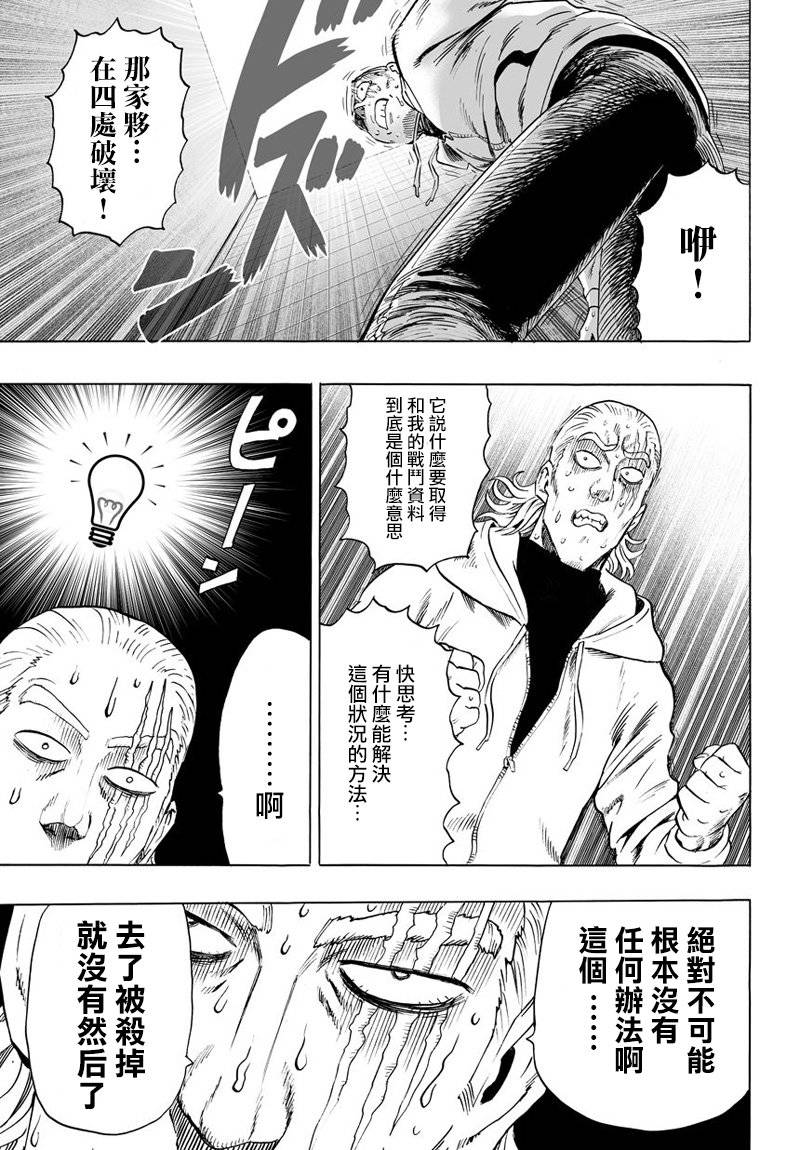 咿！
ドズン
那家夥…
在四處破壞！
它説什麼要取得
和我的戰鬥資料
到底是個什麼意思
快思考…
有什麼能解決
這個狀況的方法…
ピーン
………啊
絕對不可能
根本沒有
任何辦法啊
這個……
去了被殺掉
就沒有然后了